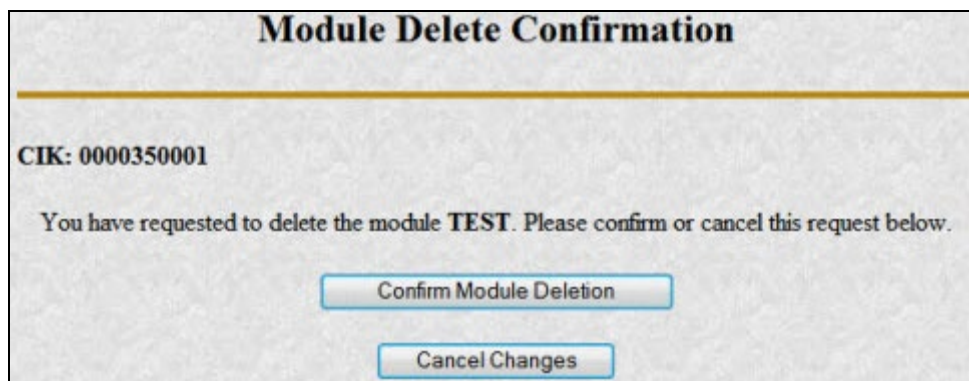 Module Delete Confirmation
CIK: 0000350001
You have requested to delete the module TEST. Please confirm or cancel this request below.
Confirm Module Deletion
Cancel Changes